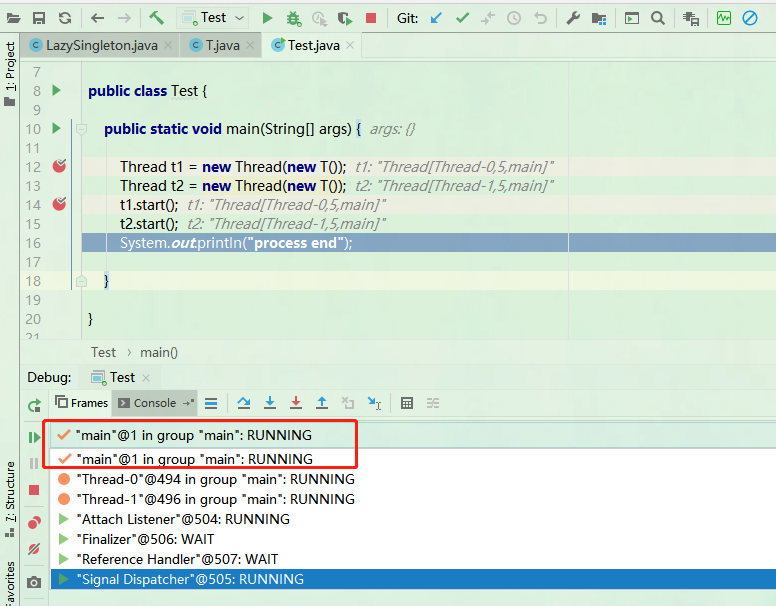 Test
Git:
LazySingleton.java
T.java
Test.java
1: Project
7
8 public class Test {
9
10 public static void main(String[] args) { args: {}
11
12 Thread t1 = new Thread(new T()); t1: "Thread[Thread-0,5,main]"
13 Thread t2 = new Thread(new T()); t2: "Thread[Thread-1,5,main]"
14 t1.start(); t1: "Thread[Thread-0,5,main]"
15 t2.start(); t2: "Thread[Thread-1,5,main]"
16 System.out.println("process end");
17
18 }
19
20 }
21
Test › main()
Debug: Test
Frames Console
"main"@1 in group "main": RUNNING
"main"@1 in group "main": RUNNING
"Thread-0"@494 in group "main": RUNNING
"Thread-1"@496 in group "main": RUNNING
"Attach Listener"@504: RUNNING
"Finalizer"@506: WAIT
"Reference Handler"@507: WAIT
"Signal Dispatcher"@505: RUNNING
7: Structure
Favorites